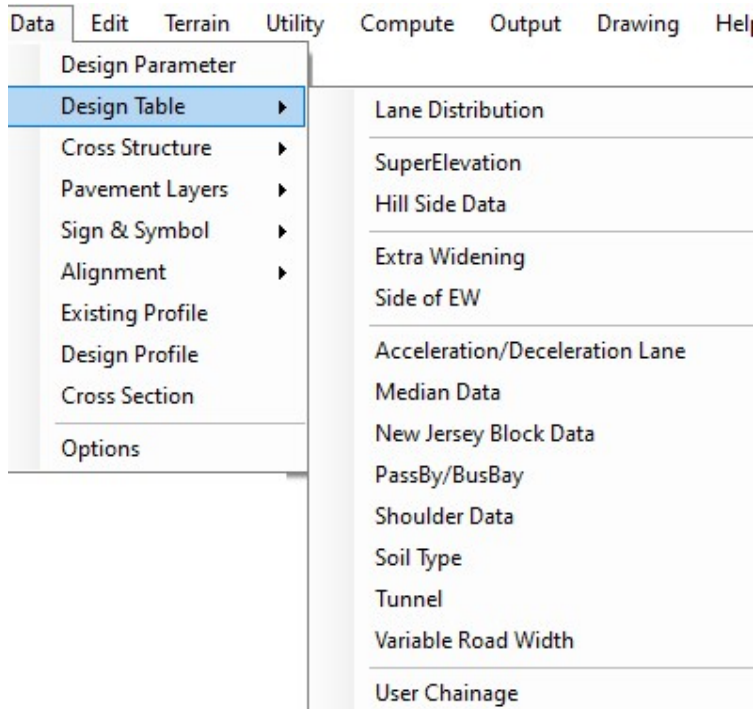 Data Edit Terrain Utility Compute Output Drawing Help
Design Parameter
Design Table
Cross Structure
Pavement Layers
Sign & Symbol
Alignment
Existing Profile
Design Profile
Cross Section
Options
Lane Distribution
SuperElevation
Hill Side Data
Extra Widening
Side of EW
Acceleration/Deceleration Lane
Median Data
New Jersey Block Data
PassBy/BusBay
Shoulder Data
Soil Type
Tunnel
Variable Road Width
User Chainage